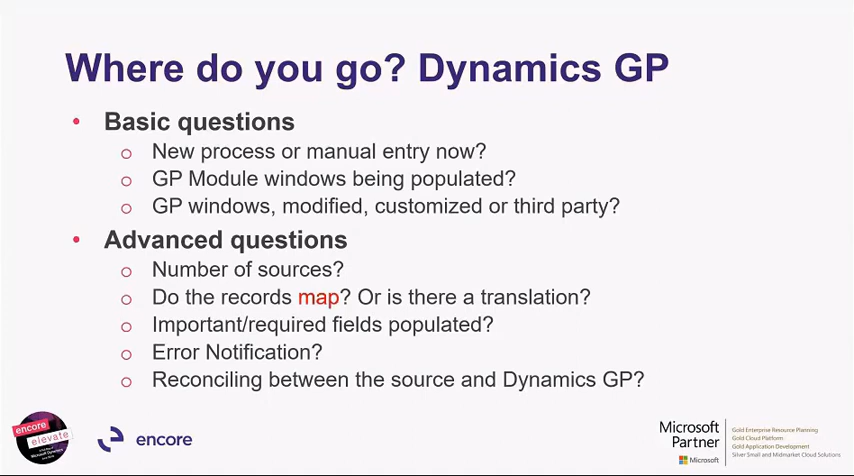 Where do you go? Dynamics GP
• Basic questions
o New process or manual entry now?
o GP Module windows being populated?
o GP windows, modified, customized or third party?
• Advanced questions
o Number of sources?
o Do the records map? Or is there a translation?
o Important/required fields populated?
o Error Notification?
o Reconciling between the source and Dynamics GP?
encore
elevate
encore
Microsoft
Partner
Microsoft
Gold Enterprise Resource Planning
Gold Cloud Platform
Gold Application Development
Silver Small and Midmarket Cloud Solutions